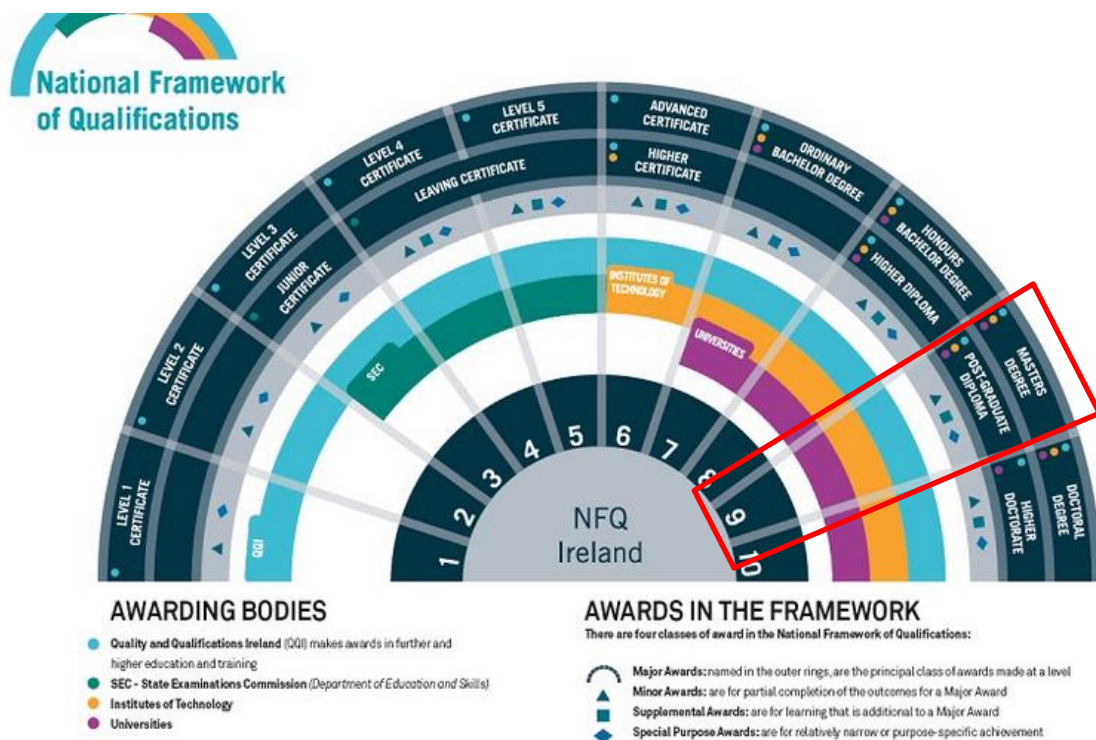 National Framework
of Qualifications
LEVEL 1
CERTIFICATE
LEVEL 2
CERTIFICATE
LEVEL 3
CERTIFICATE
JUNIOR
CERTIFICATE
LEVEL 4
CERTIFICATE
LEAVING CERTIFICATE
LEVEL 5
CERTIFICATE
ADVANCED
CERTIFICATE
HIGHER
CERTIFICATE
ORDINARY
BACHELOR DEGREE
HONOURS
BACHELOR DEGREE
HIGHER DIPLOMA
MASTERS
DEGREE
POST-GRADUATE
DIPLOMA
DOCTORAL
DEGREE
HIGHER
DOCTORATE
QQI
SEC
INSTITUTES OF
TECHNOLOGY
UNIVERSITIES
1
2
3
4
5
6
7
8
9
10
NFQ
Ireland
AWARDING BODIES
Quality and Qualifications Ireland (QQI) makes awards in further and
higher education and training
SEC - State Examinations Commission (Department of Education and Skills)
Institutes of Technology
Universities
AWARDS IN THE FRAMEWORK
There are four classes of award in the National Framework of Qualifications:
Major Awards: named in the outer rings, are the principal class of awards made at a level
Minor Awards: are for partial completion of the outcomes for a Major Award
Supplemental Awards: are for learning that is additional to a Major Award
Special Purpose Awards: are for relatively narrow or purpose-specific achievement